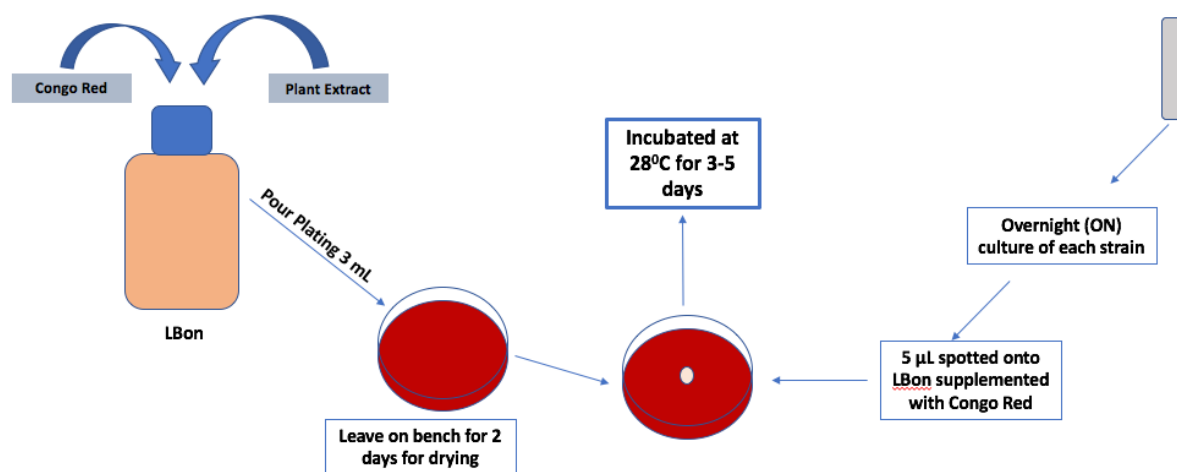 Congo Red
Plant Extract
LBon
Pour Plating 3 mL
Leave on bench for 2
days for drying
Incubated at
28⁰C for 3-5
days
Overnight (ON)
culture of each strain
5 µL spotted onto
LBon supplemented
with Congo Red